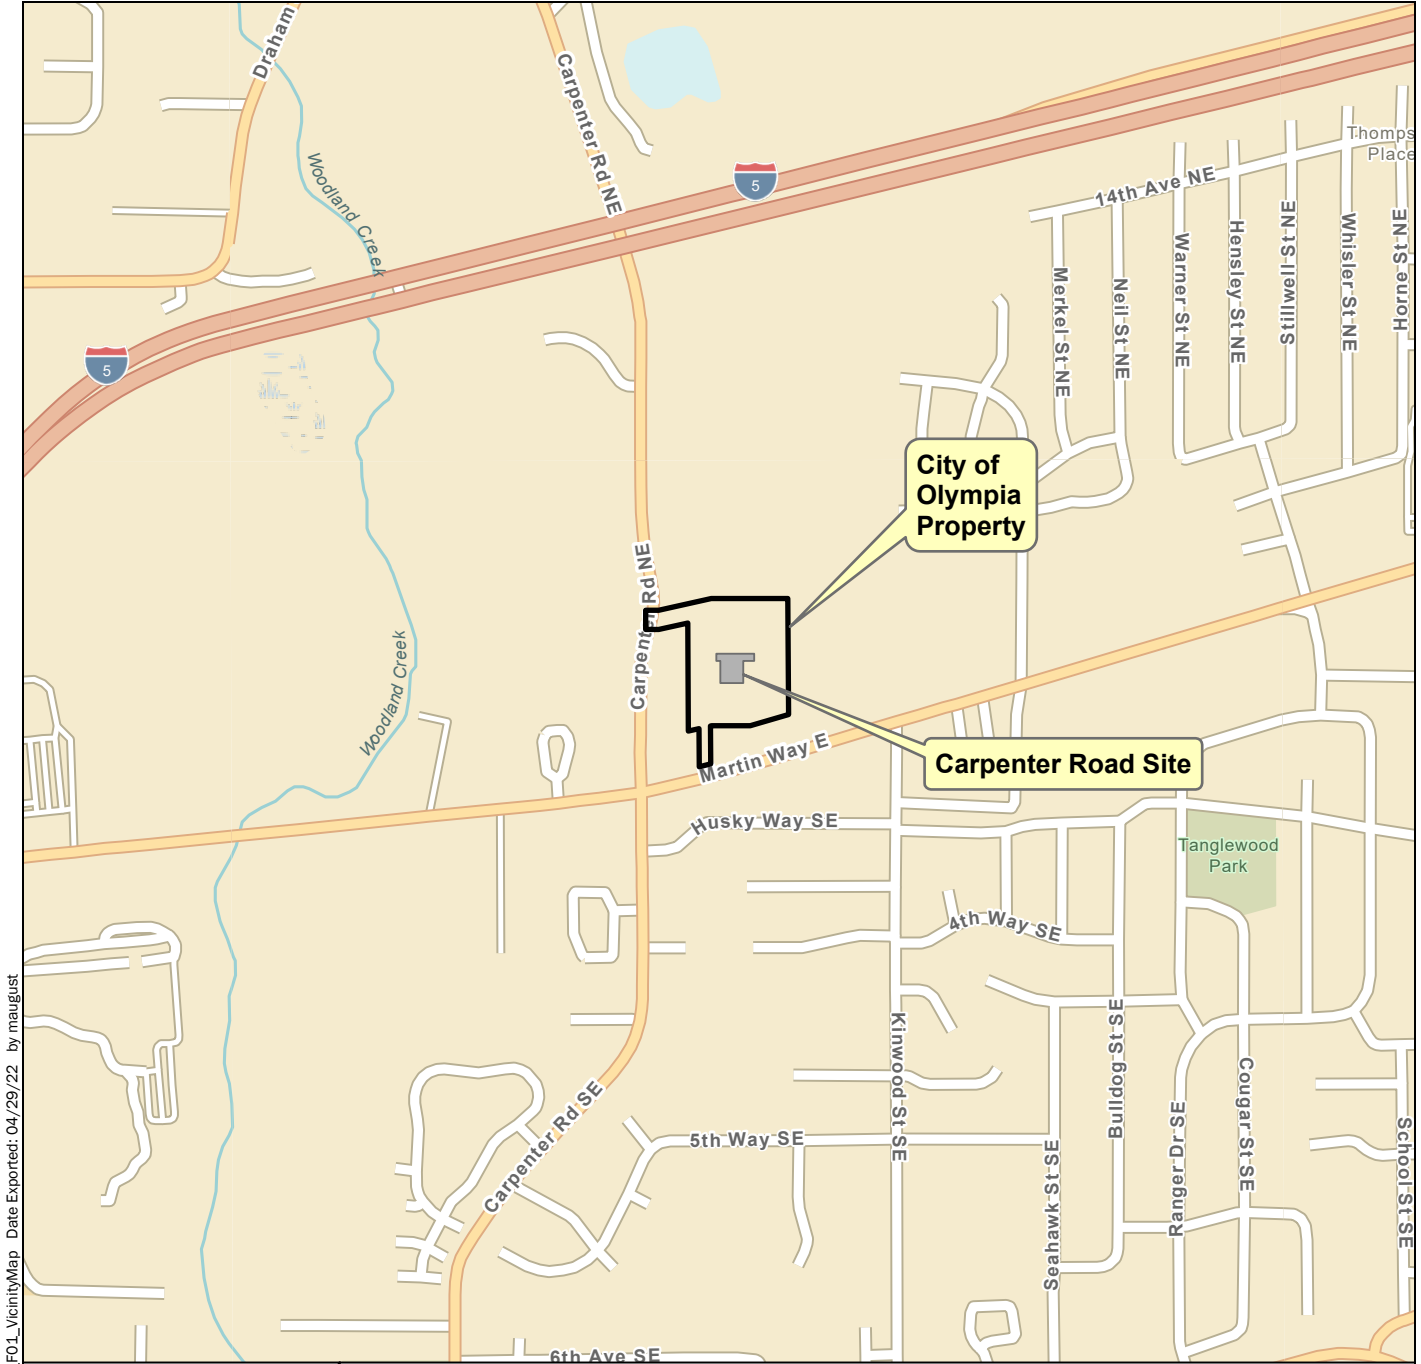 Draham
Carpenter Rd NE
Thomps
Place
Woodland Creek
5
14th Ave NE
Warner St NE
Hensley St NE
Stillwell St NE
Whisler St NE
Horne St NE
Merkel St NE
Neil St NE
5
City of
Olympia
Property
Carpenter Rd NE
Woodland Creek
Martin Way E
Carpenter Road Site
Husky Way SE
Tanglewood
Park
4th Way SE
Kinwood St SE
Bulldog St SE
Cougar St SE
Carpenter Rd SE
5th Way SE
Ranger Dr SE
Seahawk St SE
School St SE
6th Ave SE
F01_VicinityMap Date Exported: 04/29/22 by maugust